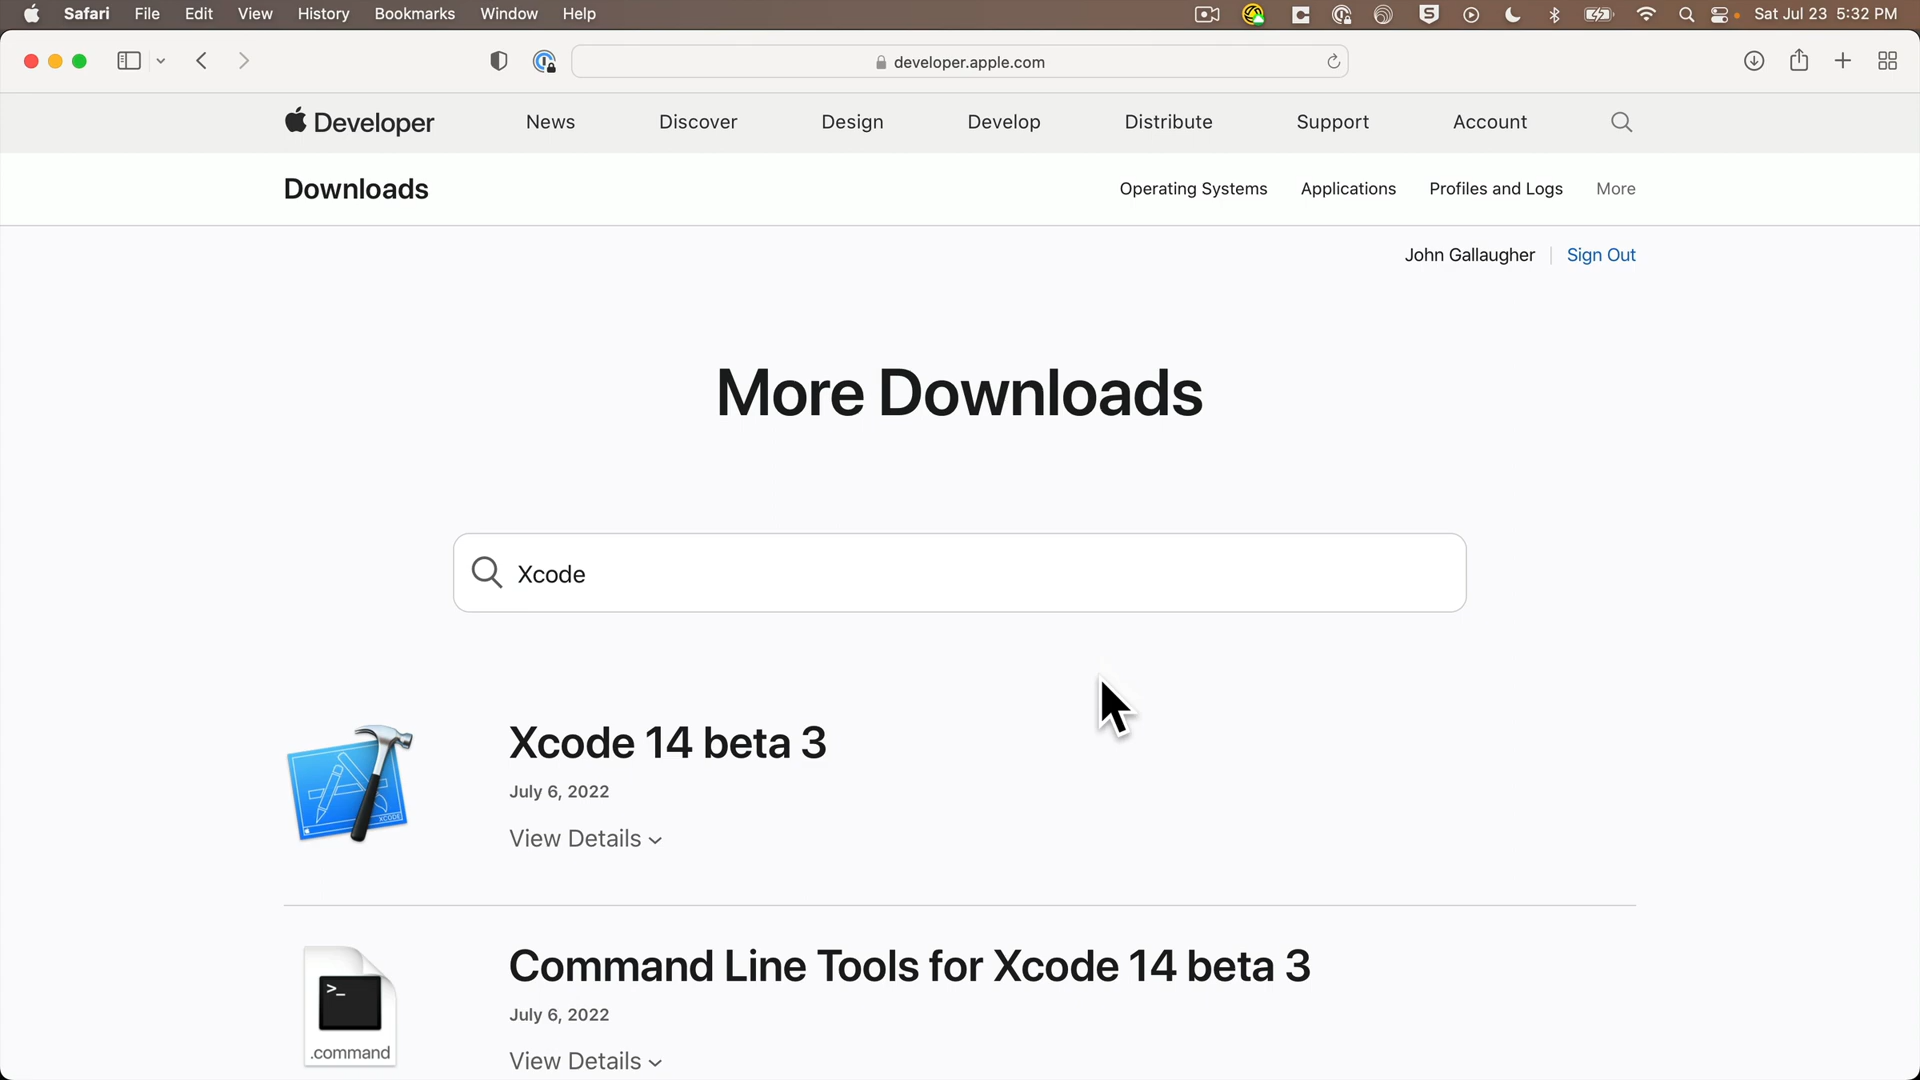 Safari File Edit View History Bookmarks Window Help Sat Jul 23 5:32 PM
developer.apple.com
Developer News Discover Design Develop Distribute Support Account
Downloads Operating Systems Applications Profiles and Logs More
John Gallaugher Sign Out
More Downloads
Xcode
Xcode 14 beta 3
July 6, 2022
View Details
XCODE
Command Line Tools for Xcode 14 beta 3
July 6, 2022
>_
.command
View Details